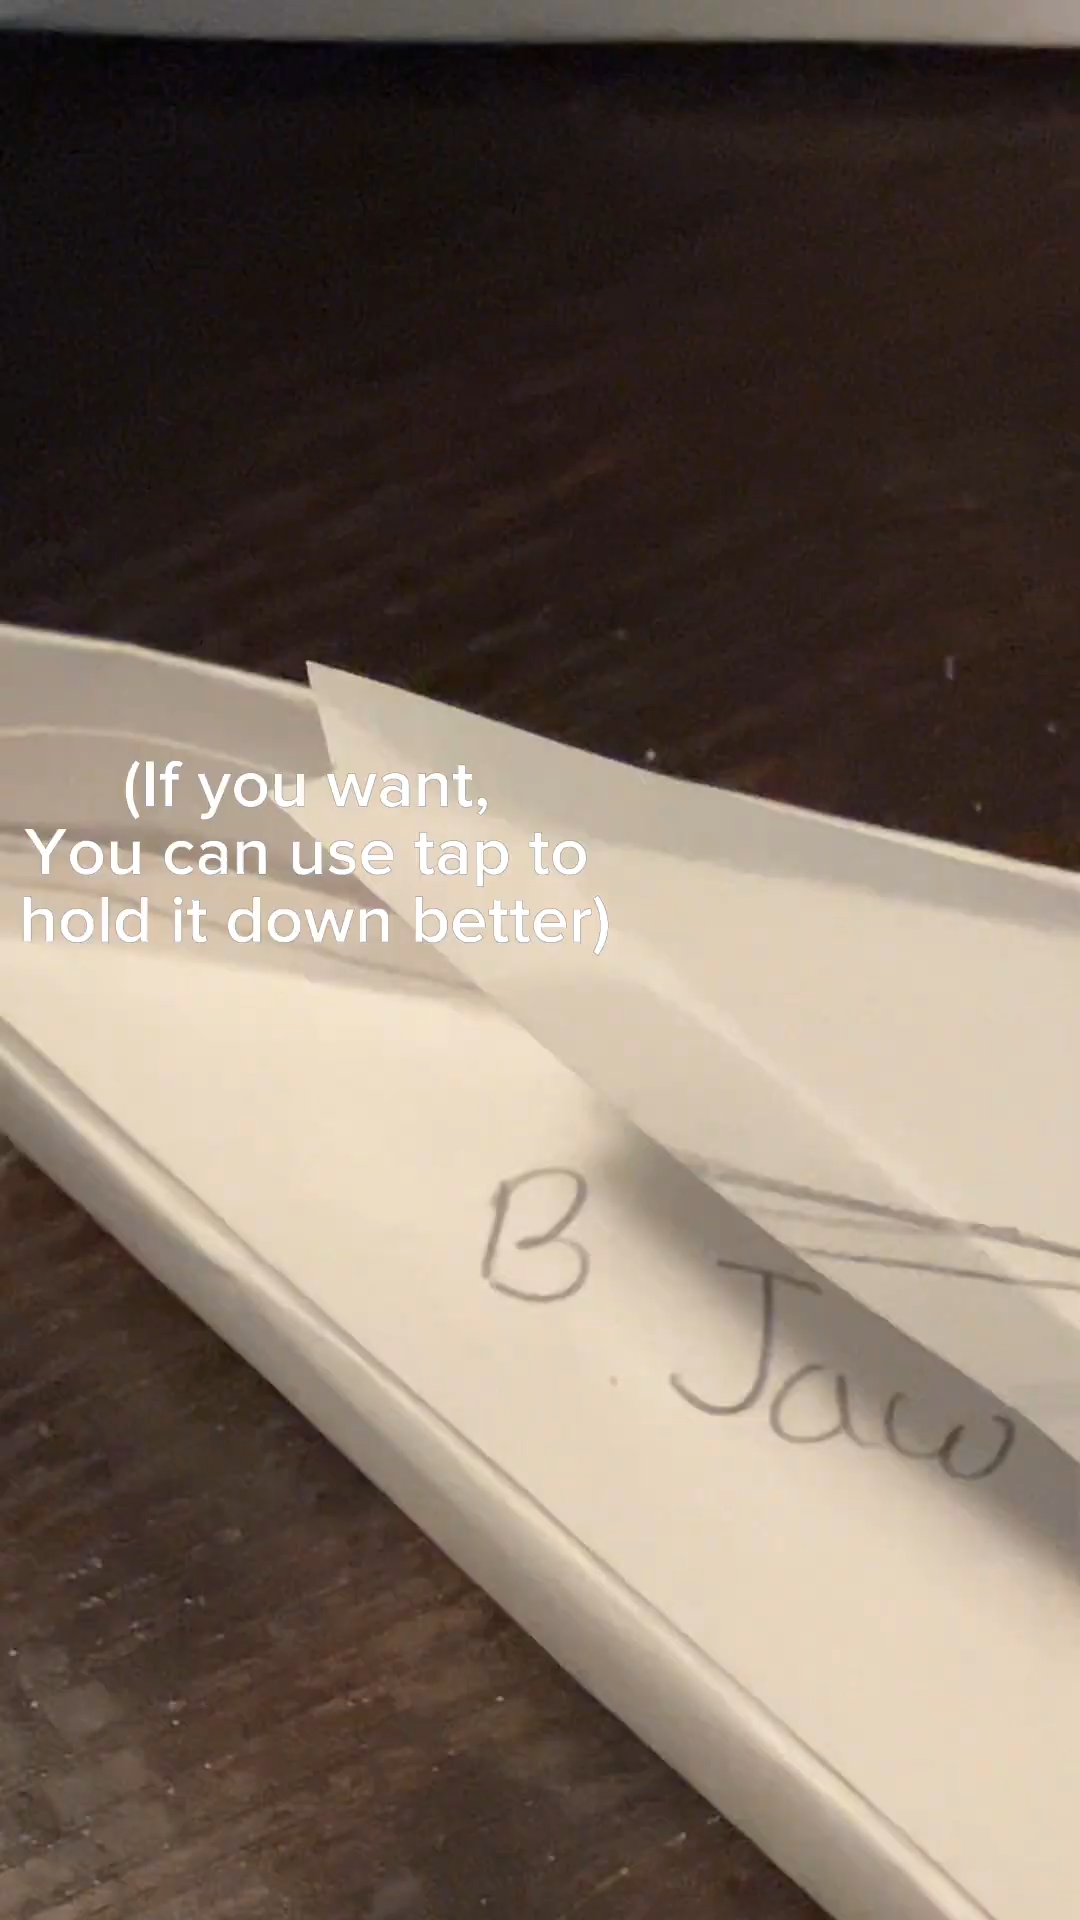 (If you want,
You can use tap to
hold it down better)
B
Jaw